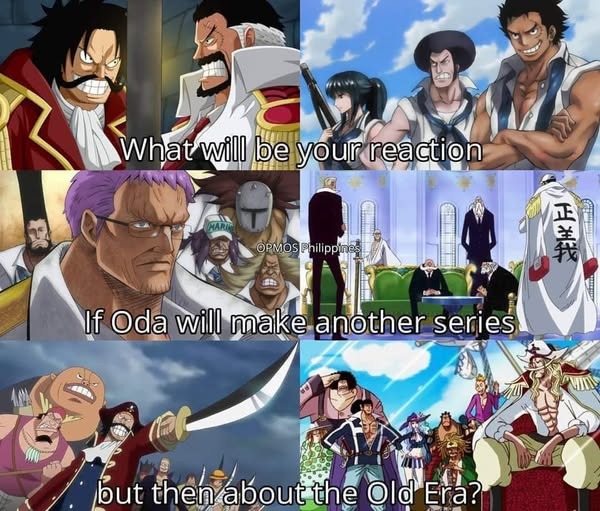 What will be your reaction
MARINE
OPMOS Philippines
正義
If Oda will make another series
but then about the Old Era?